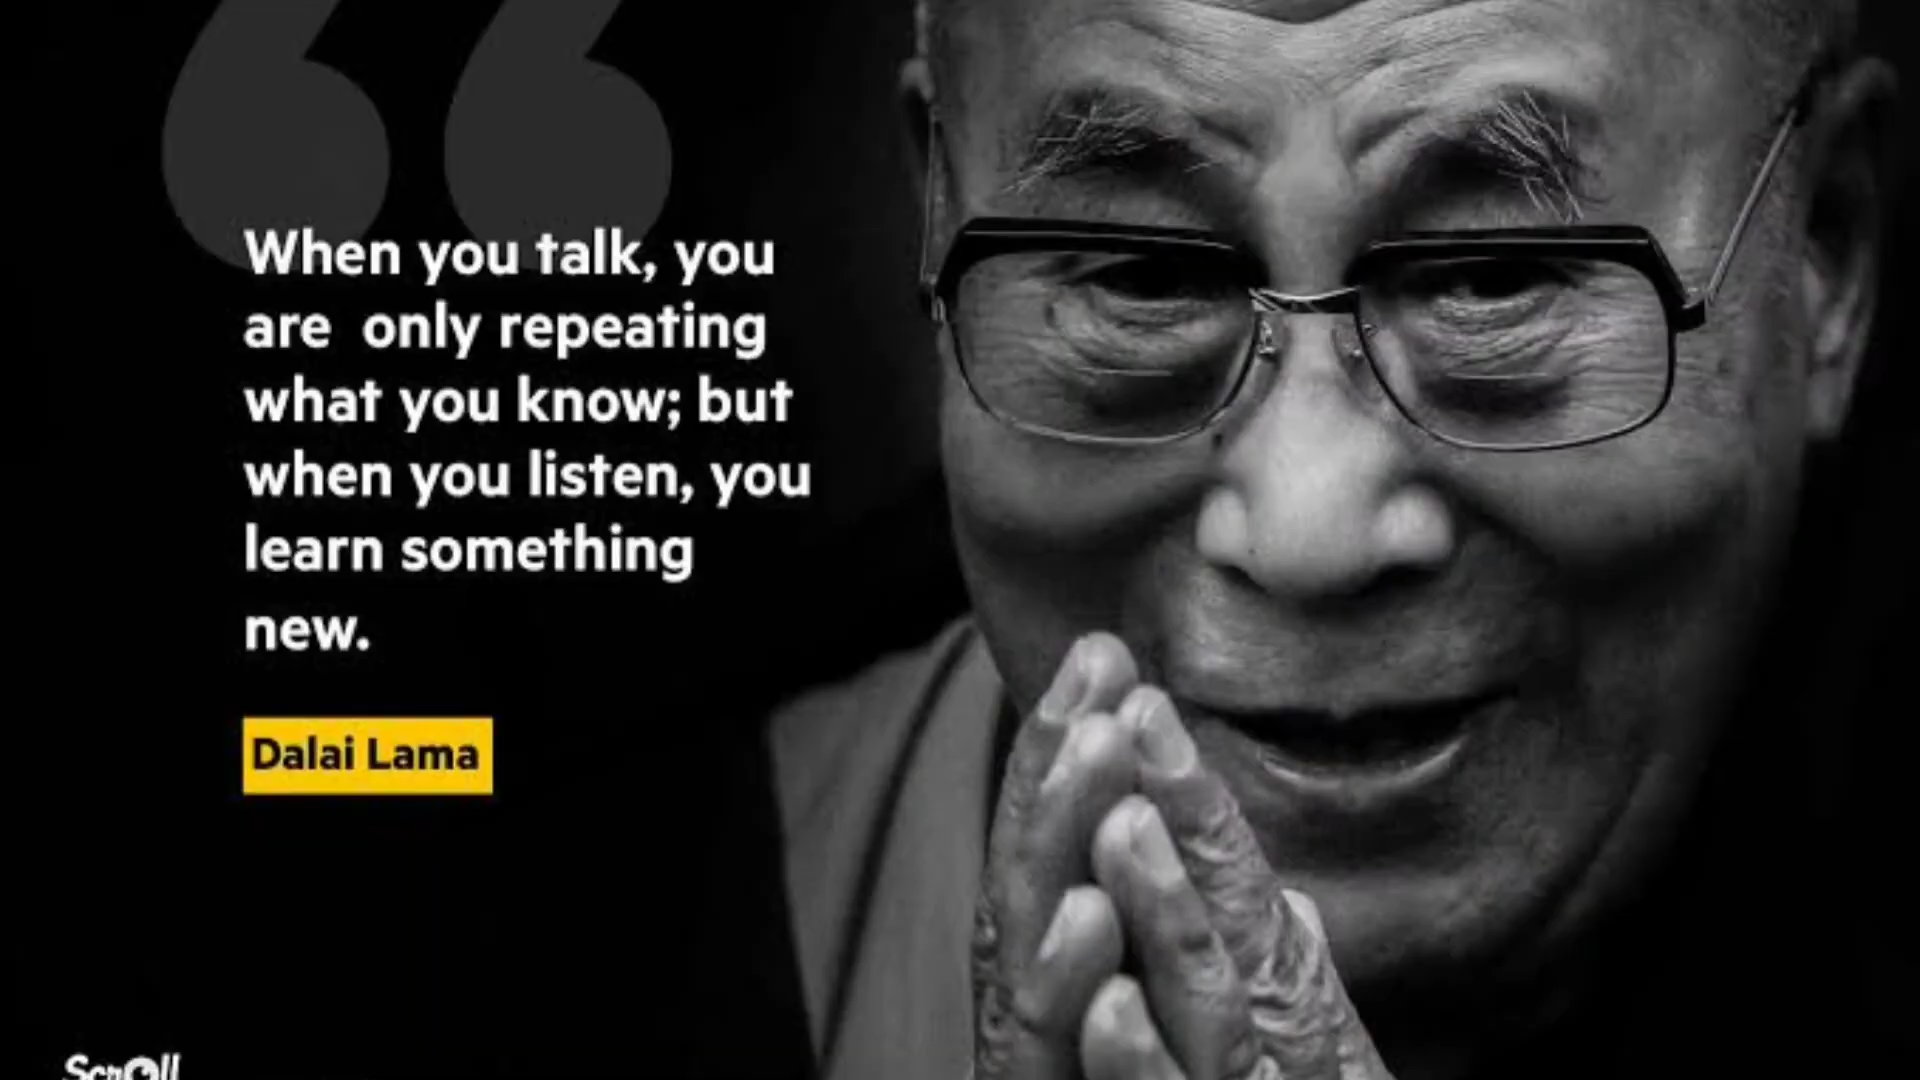 When you talk, you
are only repeating
what you know; but
when you listen, you
learn something
new.
Dalai Lama
Scroll